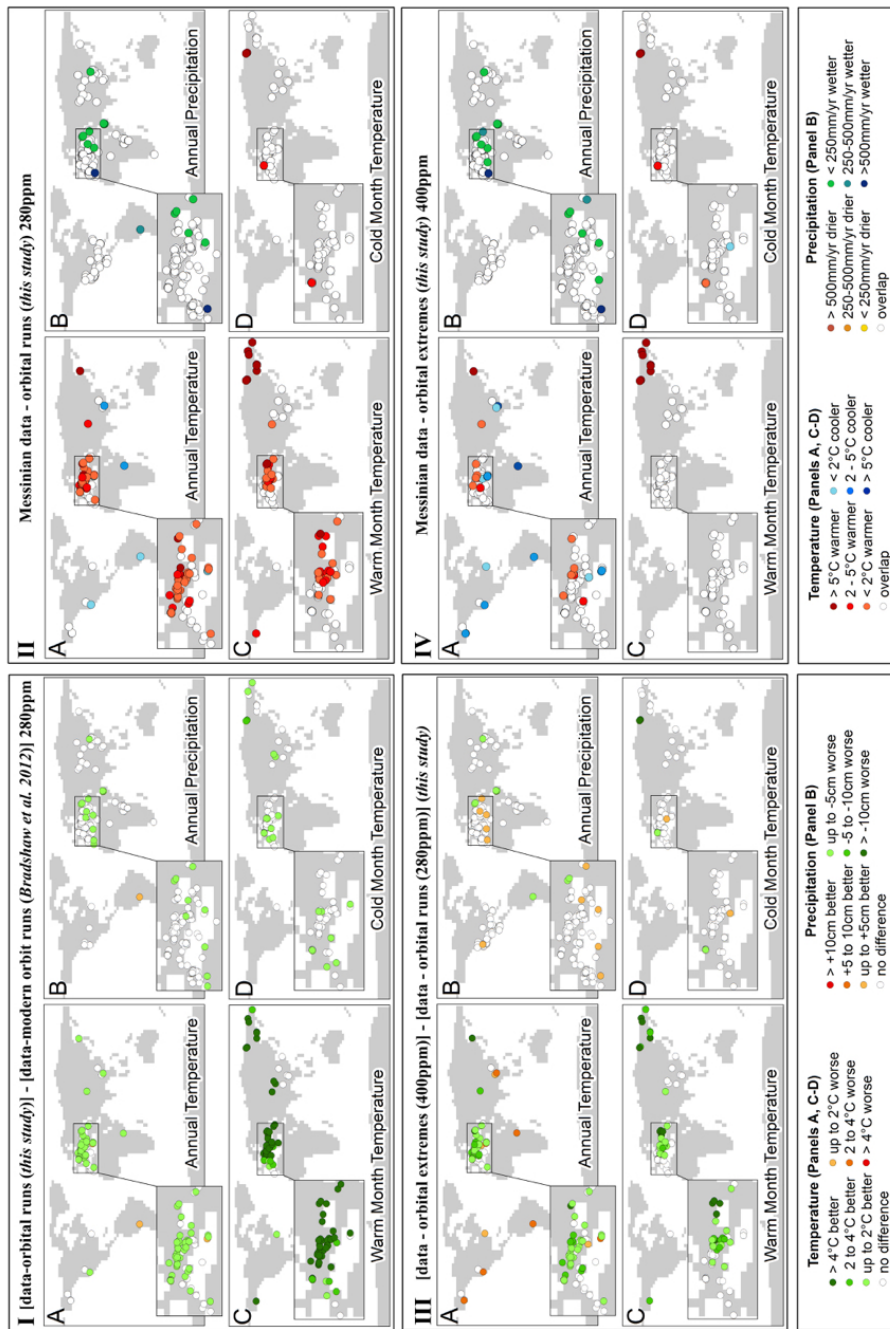 I [data-orbital runs (this study)] - [data-modern orbit runs (Bradshaw et al. 2012)] 280ppm
A
Annual Temperature
B
Annual Precipitation
C
Warm Month Temperature
D
Cold Month Temperature
II Messinian data - orbital runs (this study) 280ppm
A
Annual Temperature
B
Annual Precipitation
C
Warm Month Temperature
D
Cold Month Temperature
III [data - orbital extremes (400ppm)] - [data - orbital runs (280ppm)] (this study)
A
Annual Temperature
B
Annual Precipitation
C
Warm Month Temperature
D
Cold Month Temperature
IV Messinian data - orbital extremes (this study) 400ppm
A
Annual Temperature
B
Annual Precipitation
C
Warm Month Temperature
D
Cold Month Temperature
Temperature (Panels A, C-D)
> 4°C better up to 2°C worse
2 to 4°C better 2 to 4°C worse
up to 2°C better > 4°C worse
no difference
Precipitation (Panel B)
> +10cm better up to -5cm worse
+5 to 10cm better -5 to -10cm worse
up to +5cm better > -10cm worse
no difference
Temperature (Panels A, C-D)
> 5°C warmer < 2°C cooler
2 - 5°C warmer 2 - 5°C cooler
< 2°C warmer > 5°C cooler
overlap
Precipitation (Panel B)
> 500mm/yr drier < 250mm/yr wetter
250-500mm/yr drier 250-500mm/yr wetter
< 250mm/yr drier >500mm/yr wetter
overlap